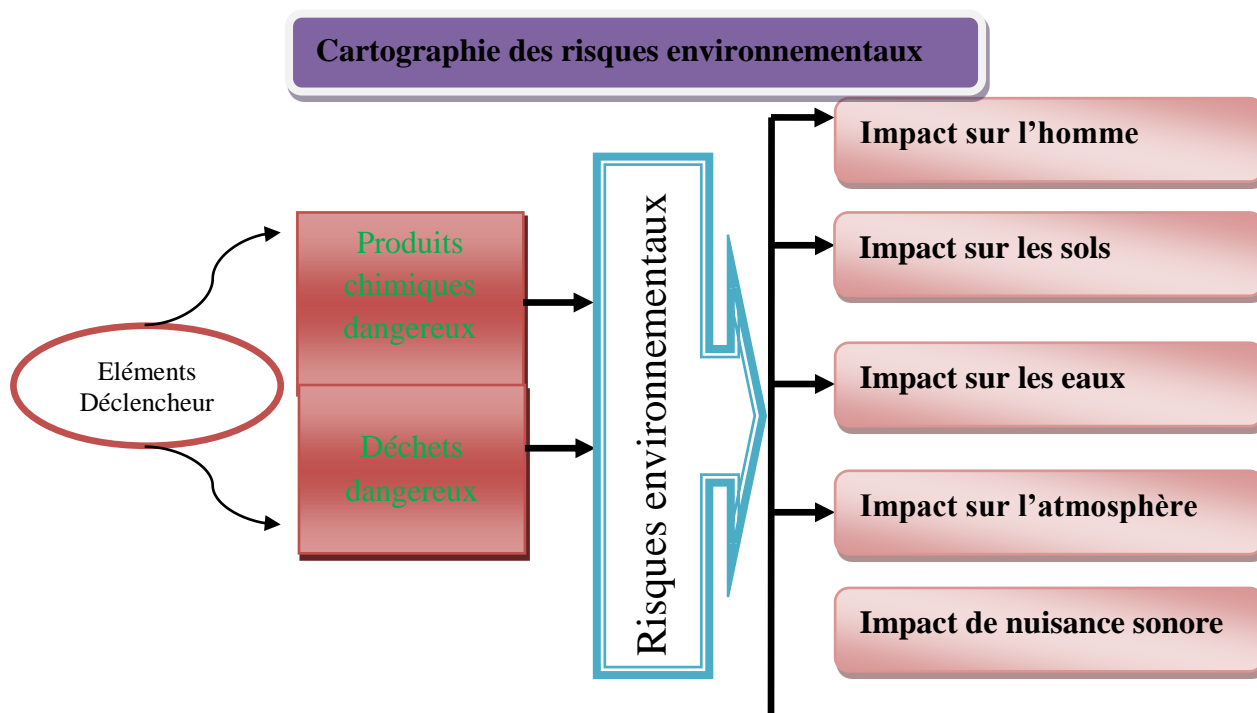 Cartographie des risques environnementaux
Eléments
Déclencheur
Produits
chimiques
dangereux
Déchets
dangereux
Risques environnementaux
Impact sur l’homme
Impact sur les sols
Impact sur les eaux
Impact sur l’atmosphère
Impact de nuisance sonore